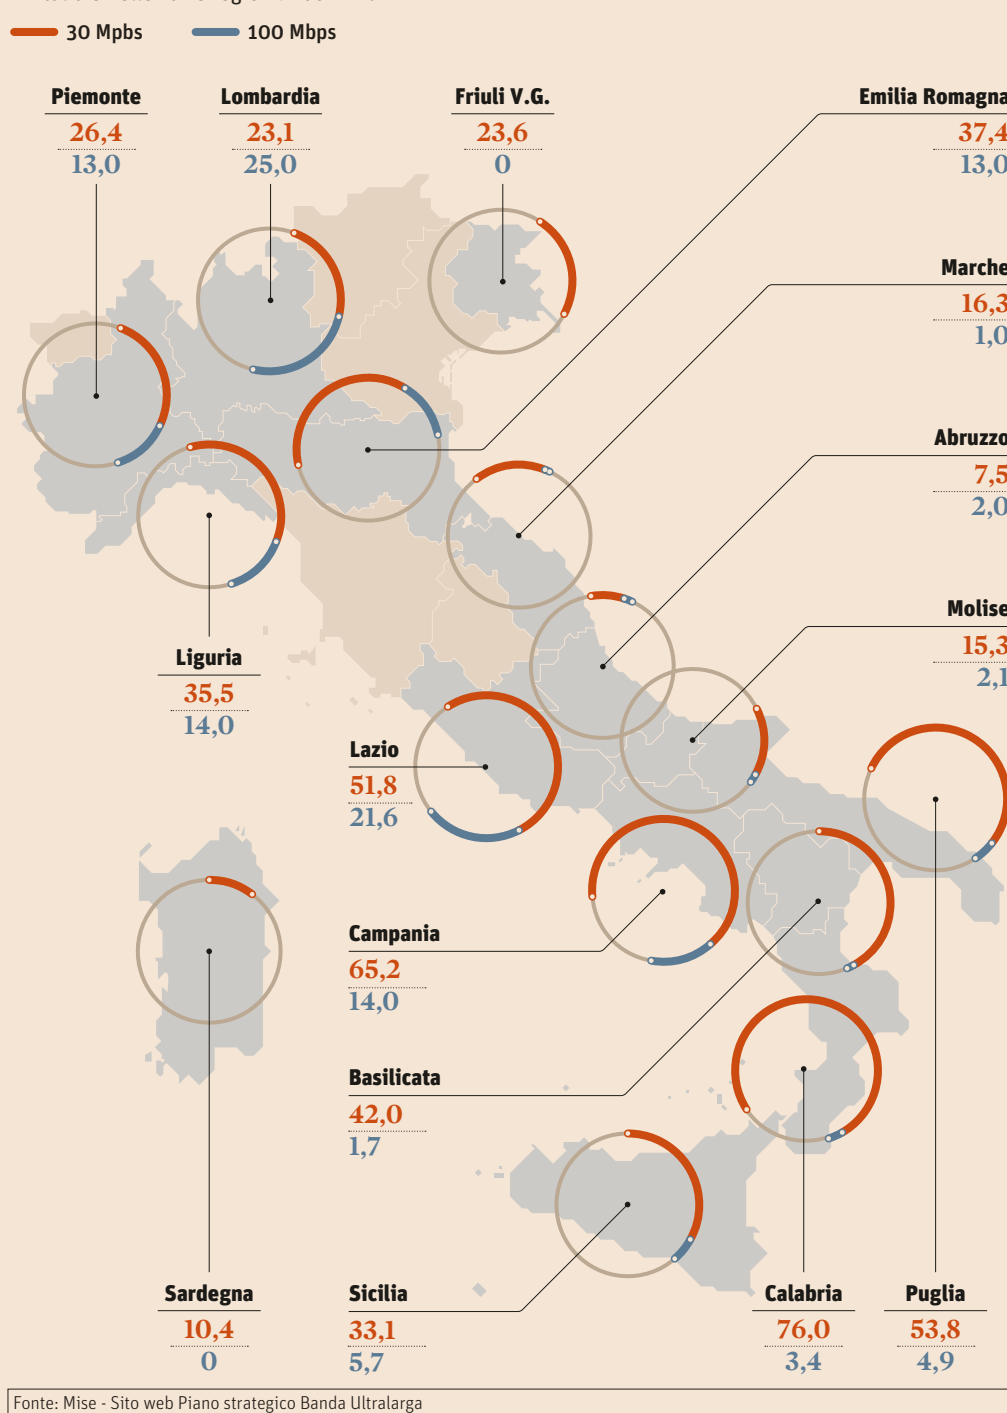 30 Mpbs
100 Mbps
Piemonte
26,4
13,0
Lombardia
23,1
25,0
Friuli V.G.
23,6
0
Emilia Romagna
37,4
13,0
Marche
16,3
1,0
Abruzzo
7,5
2,0
Molise
15,3
2,1
Liguria
35,5
14,0
Lazio
51,8
21,6
Campania
65,2
14,0
Basilicata
42,0
1,7
Sardegna
10,4
0
Sicilia
33,1
5,7
Calabria
76,0
3,4
Puglia
53,8
4,9
Fonte: Mise - Sito web Piano strategico Banda Ultralarga